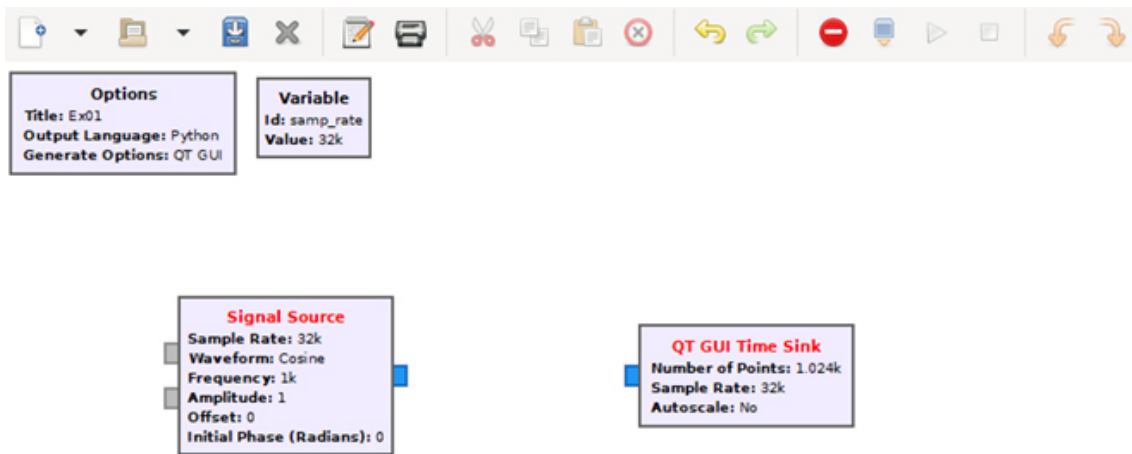 Options
Title: Ex01
Output Language: Python
Generate Options: QT GUI
Variable
Id: samp_rate
Value: 32k
Signal Source
Sample Rate: 32k
Waveform: Cosine
Frequency: 1k
Amplitude: 1
Offset: 0
Initial Phase (Radians): 0
QT GUI Time Sink
Number of Points: 1.024k
Sample Rate: 32k
Autoscale: No